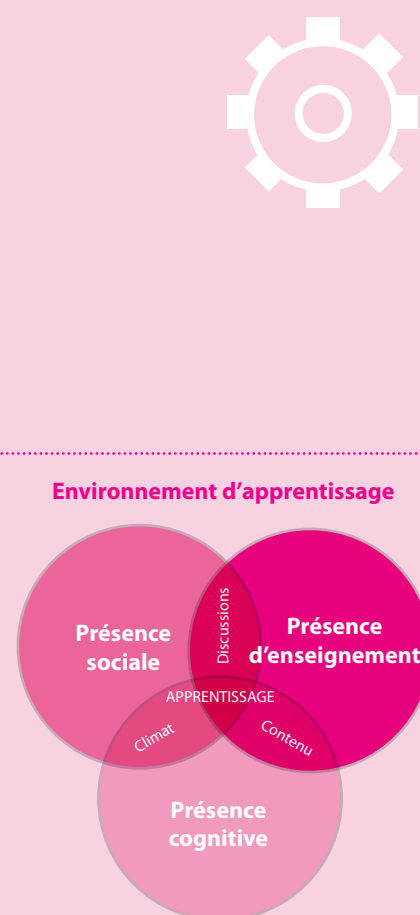 Environnement d’apprentissage
Présence
sociale
Discussions
Présence
d’enseignement
APPRENTISSAGE
Climat
Contenu
Présence
cognitive